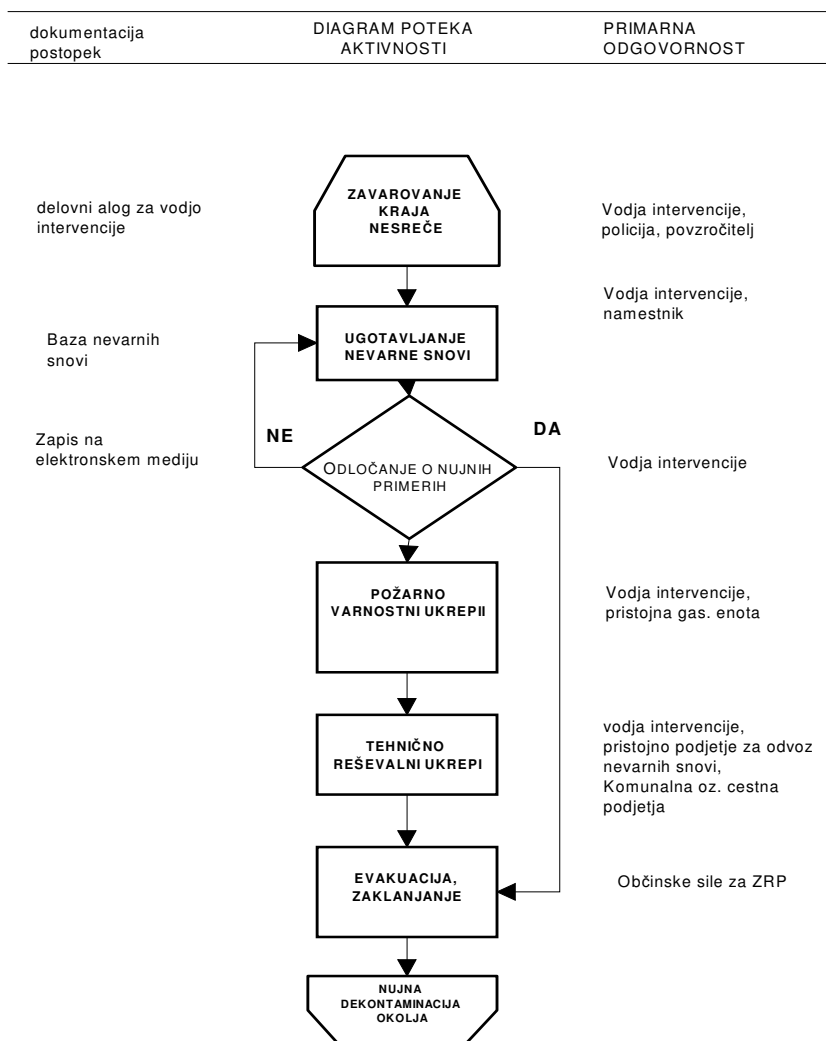 dokumentacija
postopek
DIAGRAM POTEKA
AKTIVNOSTI
PRIMARNA
ODGOVORNOST
delovni alog za vodjo
intervencije
ZAVAROVANJE
KRAJA
NESREČE
Vodja intervencije,
policija, povzročitelj
Baza nevarnih
snovi
UGOTAVLJANJE
NEVARNE SNOVI
Vodja intervencije,
namestnik
Zapis na
elektronskem mediju
NE
DA
ODLOČANJE O NUJNIH
PRIMERIH
Vodja intervencije
POŽARNO
VARNOSTNI UKREPII
Vodja intervencije,
pristojna gas. enota
TEHNIČNO
REŠEVALNI UKREPI
vodja intervencije,
pristojno podjetje za odvoz
nevarnih snovi,
Komunalna oz. cestna
podjetja
EVAKUACIJA,
ZAKLANJANJE
Občinske sile za ZRP
NUJNA
DEKONTAMINACIJA
OKOLJA